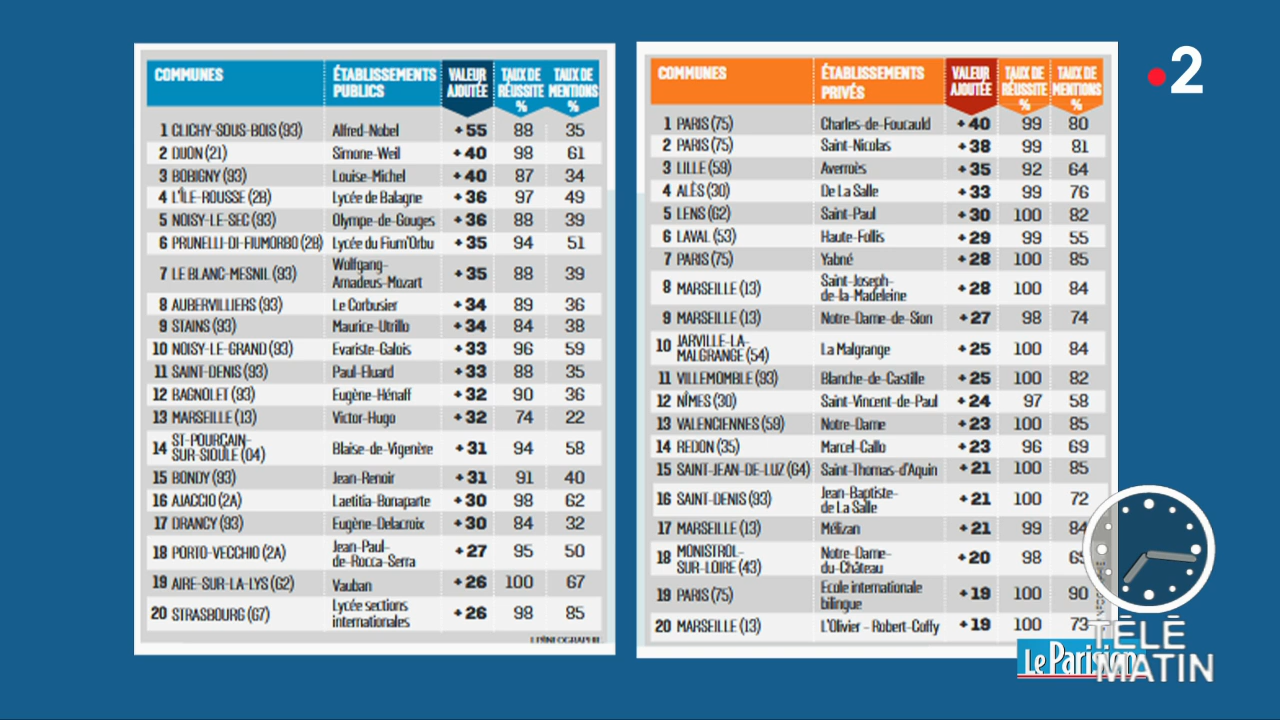 COMMUNES ÉTABLISSEMENTS PUBLICS VALEUR AJOUTÉE TAUX DE RÉUSSITE % TAUX DE MENTIONS %
1 CLICHY-SOUS-BOIS (93) Alfred-Nobel +55 88 35
2 DIJON (21) Simone-Weil +40 98 61
3 BOBIGNY (93) Louise-Michel +40 87 34
4 L'ÎLE-ROUSSE (2B) Lycée de Balagne +36 97 49
5 NOISY-LE-SEC (93) Olympe-de-Gouges +36 88 39
6 PRUNELLI-DI-FIUMORBO (2B) Lycée du Fium'Orbu +35 94 51
7 LE BLANC-MESNIL (93) Wolfgang-Amadeus-Mozart +35 88 39
8 AUBERVILLIERS (93) Le Corbusier +34 89 36
9 STAINS (93) Maurice-Utrillo +34 84 38
10 NOISY-LE-GRAND (93) Evariste-Galois +33 96 59
11 SAINT-DENIS (93) Paul-Eluard +33 88 35
12 BAGNOLET (93) Eugène-Hénaff +32 90 36
13 MARSEILLE (13) Victor-Hugo +32 74 22
14 ST-POURÇAIN-SUR-SIOULE (04) Blaise-de-Vigenère +31 94 58
15 BONDY (93) Jean-Renoir +31 91 40
16 AJACCIO (2A) Laetitia-Bonaparte +30 98 62
17 DRANCY (93) Eugène-Delacroix +30 84 32
18 PORTO-VECCHIO (2A) Jean-Paul-de-Rocca-Serra +27 95 50
19 AIRE-SUR-LA-LYS (62) Vauban +26 100 67
20 STRASBOURG (67) Lycée sections internationales +26 98 85
COMMUNES ÉTABLISSEMENTS PRIVÉS VALEUR AJOUTÉE TAUX DE RÉUSSITE % TAUX DE MENTIONS %
1 PARIS (75) Charles-de-Foucauld +40 99 80
2 PARIS (75) Saint-Nicolas +38 99 81
3 LILLE (59) Averroès +35 92 64
4 ALÈS (30) De La Salle +33 99 76
5 LENS (62) Saint-Paul +30 100 82
6 LAVAL (53) Haute-Follis +29 99 55
7 PARIS (75) Yabné +28 100 85
8 MARSEILLE (13) Saint-Joseph-de-la-Madeleine +28 100 84
9 MARSEILLE (13) Notre-Dame-de-Sion +27 98 74
10 JARVILLE-LA-MALGRANGE (54) La Malgrange +25 100 84
11 VILLEMOMBLE (93) Blanche-de-Castille +25 100 82
12 NÎMES (30) Saint-Vincent-de-Paul +24 97 58
13 VALENCIENNES (59) Notre-Dame +23 100 85
14 REDON (35) Marcel-Callo +23 96 69
15 SAINT-JEAN-DE-LUZ (64) Saint-Thomas-d'Aquin +21 100 85
16 SAINT-DENIS (93) Jean-Baptiste-de La Salle +21 100 72
17 MARSEILLE (13) Mélizan +21 99 84
18 MONISTROL-SUR-LOIRE (43) Notre-Dame-du-Château +20 98
19 PARIS (75) Ecole internationale bilingue +19 100 90
20 MARSEILLE (13) L'Olivier - Robert-Coffy +19 100 73
2
Le Parisien
TÉLÉ
MATIN